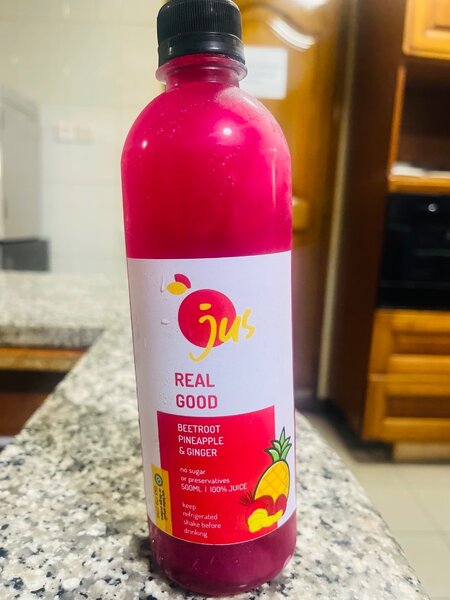 jus
REAL
GOOD
BEETROOT
PINEAPPLE
& GINGER
no sugar
or preservatives
500ML | 100% JUICE
keep
refrigerated
shake before
drinking